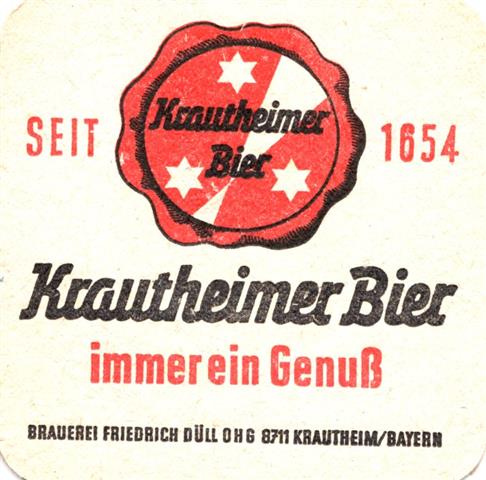 SEIT
Krautheimer
Bier
1654
Krautheimer Bier
immer ein Genuß
BRAUEREI FRIEDRICH DÜLL OHG 8711 KRAUTHEIM/BAYERN